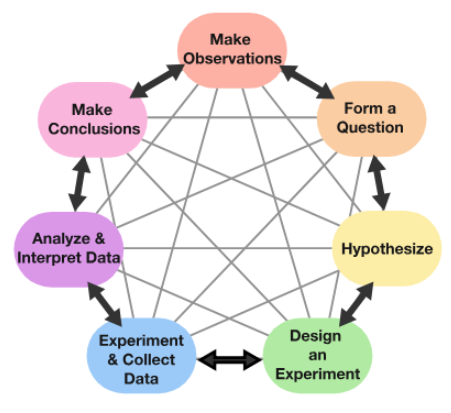 Make
Observations
Form a
Question
Hypothesize
Design
an
Experiment
Experiment
& Collect
Data
Analyze &
Interpret Data
Make
Conclusions